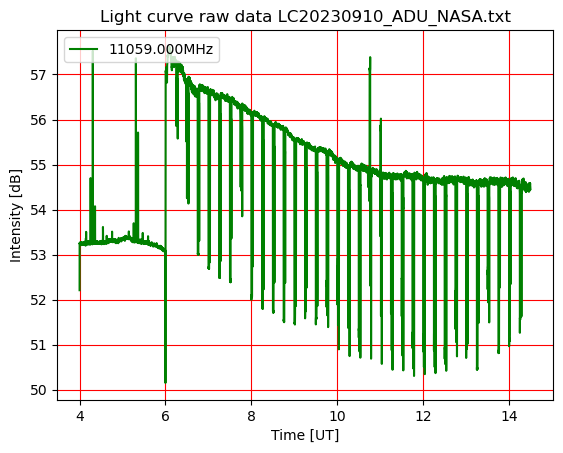 Light curve raw data LC20230910_ADU_NASA.txt
11059.000MHz
Intensity [dB]
57
56
55
54
53
52
51
50
4 6 8 10 12 14
Time [UT]